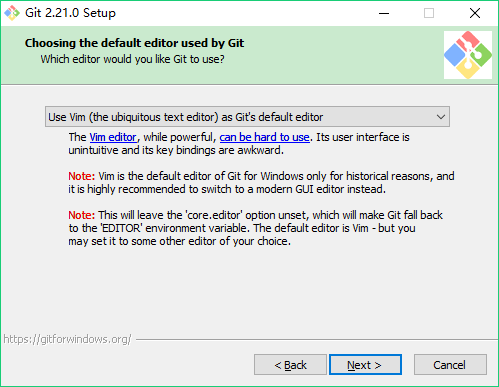 Git 2.21.0 Setup
Choosing the default editor used by Git
Which editor would you like Git to use?
Use Vim (the ubiquitous text editor) as Git's default editor
The Vim editor, while powerful, can be hard to use. Its user interface is
unintuitive and its key bindings are awkward.
Note: Vim is the default editor of Git for Windows only for historical reasons, and
it is highly recommended to switch to a modern GUI editor instead.
Note: This will leave the 'core.editor' option unset, which will make Git fall back
to the 'EDITOR' environment variable. The default editor is Vim - but you
may set it to some other editor of your choice.
https://gitforwindows.org/
< Back
Next >
Cancel